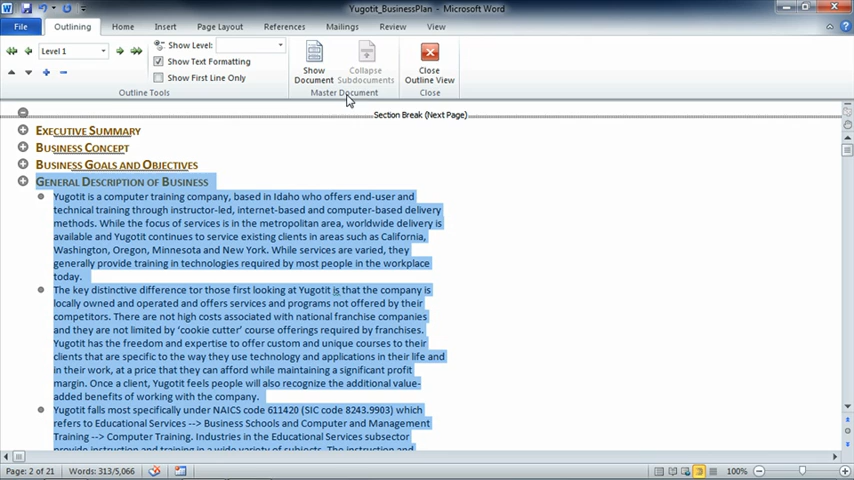 Yugotit_BusinessPlan - Microsoft Word
File Outlining Home Insert Page Layout References Mailings Review View
Level 1
Show Level:
Show Text Formatting
Show First Line Only
Outline Tools
Show Document
Collapse Subdocuments
Master Document
Close Outline View
Close
Section Break (Next Page)
EXECUTIVE SUMMARY
BUSINESS CONCEPT
BUSINESS GOALS AND OBJECTIVES
GENERAL DESCRIPTION OF BUSINESS
Yugotit is a computer training company, based in Idaho who offers end-user and
technical training through instructor-led, internet-based and computer-based delivery
methods. While the focus of services is in the metropolitan area, worldwide delivery is
available and Yugotit continues to service existing clients in areas such as California,
Washington, Oregon, Minnesota and New York. While services are varied, they
generally provide training in technologies required by most people in the workplace
today.
The key distinctive difference for those first looking at Yugotit is that the company is
locally owned and operated and offers services and programs not offered by their
competitors. There are not high costs associated with national franchise companies
and they are not limited by ‘cookie cutter’ course offerings required by franchises.
Yugotit has the freedom and expertise to offer custom and unique courses to their
clients that are specific to the way they use technology and applications in their life and
in their work, at a price that they can afford while maintaining a significant profit
margin. Once a client, Yugotit feels people will also recognize the additional value-
added benefits of working with the company.
Yugotit falls most specifically under NAICS code 611420 (SIC code 8243.9903) which
refers to Educational Services --> Business Schools and Computer and Management
Training --> Computer Training. Industries in the Educational Services subsector
provide instruction and training in a wide variety of subjects. The instruction and
Page: 2 of 21 Words: 313/5,066 100%